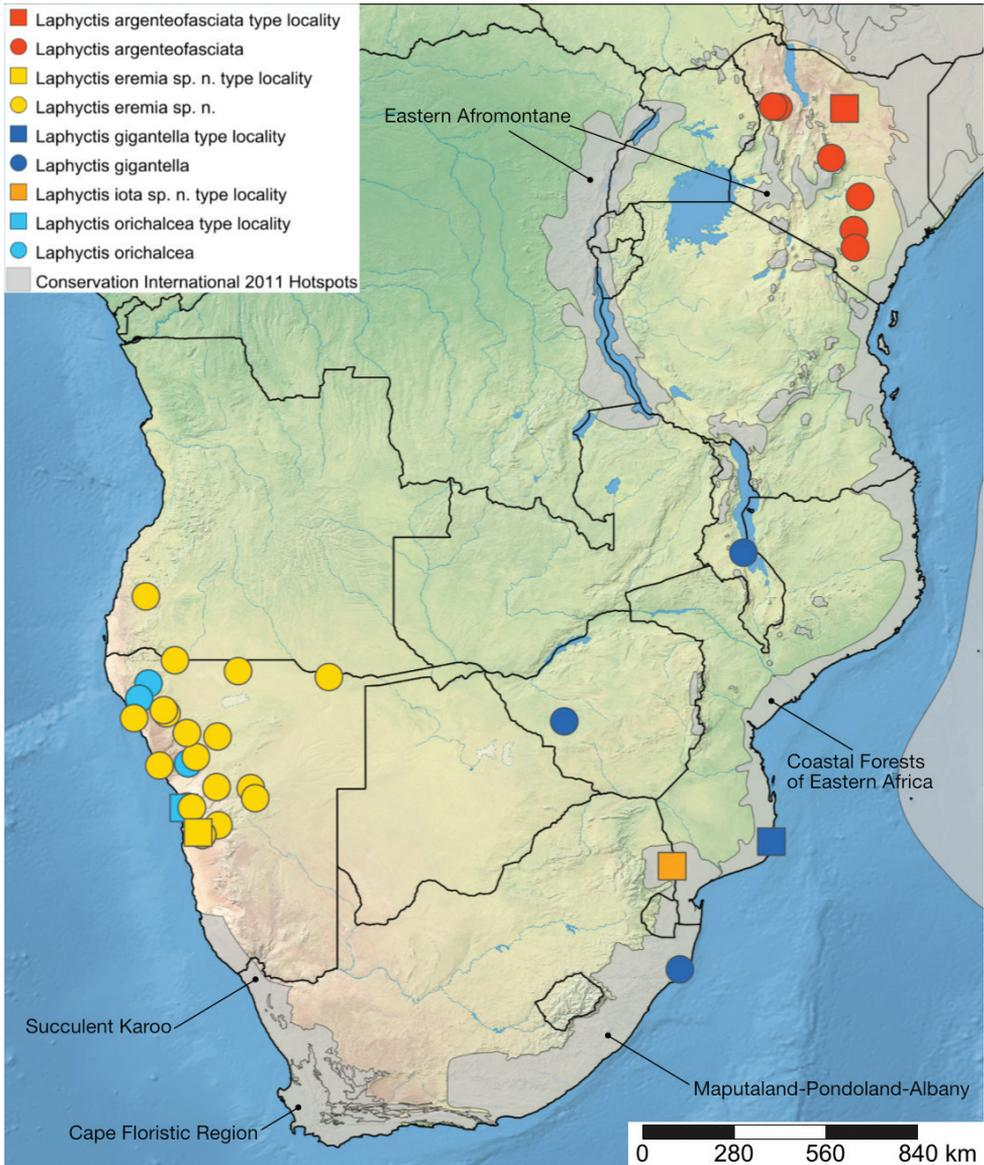 Laphyctis argenteofasciata type locality
Laphyctis argenteofasciata
Laphyctis eremia sp. n. type locality
Laphyctis eremia sp. n.
Laphyctis gigantella type locality
Laphyctis gigantella
Laphyctis iota sp. n. type locality
Laphyctis orichalcea type locality
Laphyctis orichalcea
Conservation International 2011 Hotspots
Eastern Afromontane
Coastal Forests
of Eastern Africa
Succulent Karoo
Maputaland-Pondoland-Albany
Cape Floristic Region
0 280 560 840 km